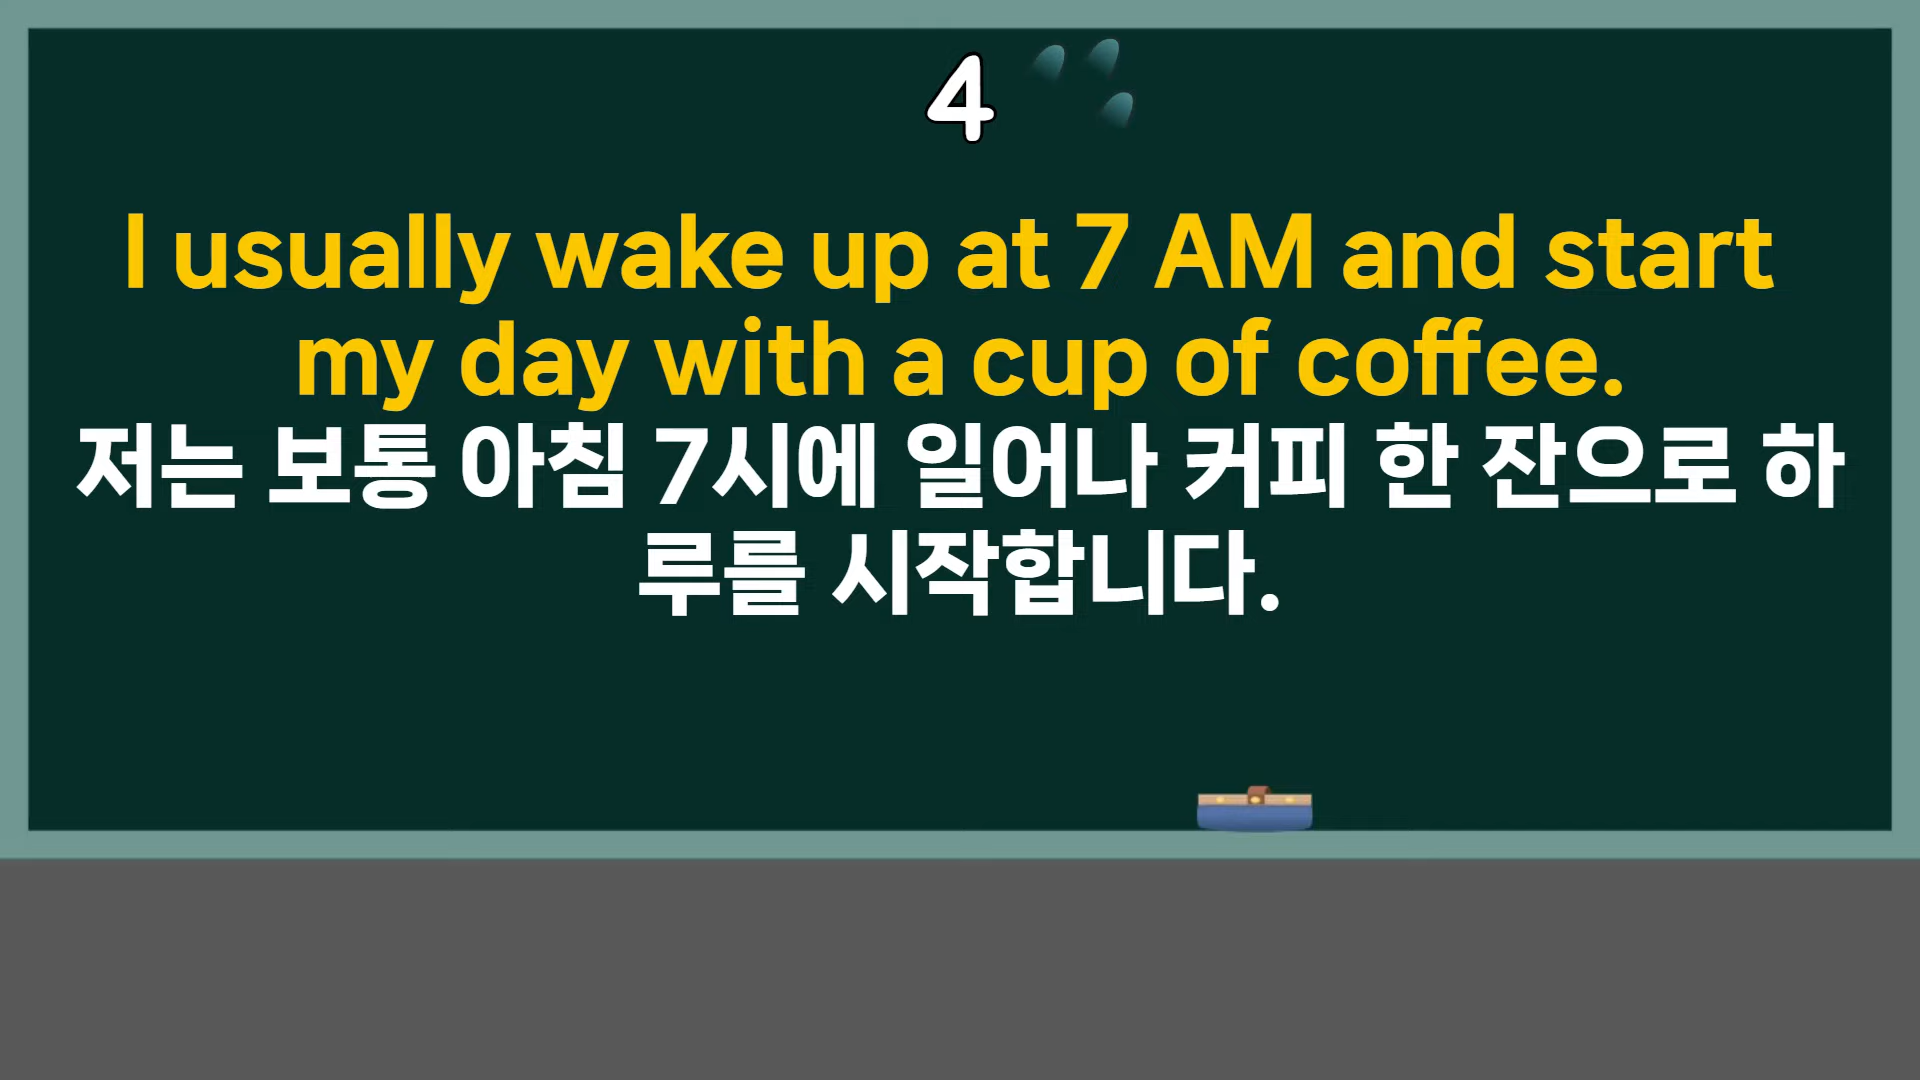 4
I usually wake up at 7 AM and start
my day with a cup of coffee.
저는 보통 아침 7시에 일어나 커피 한 잔으로 하
루를 시작합니다.